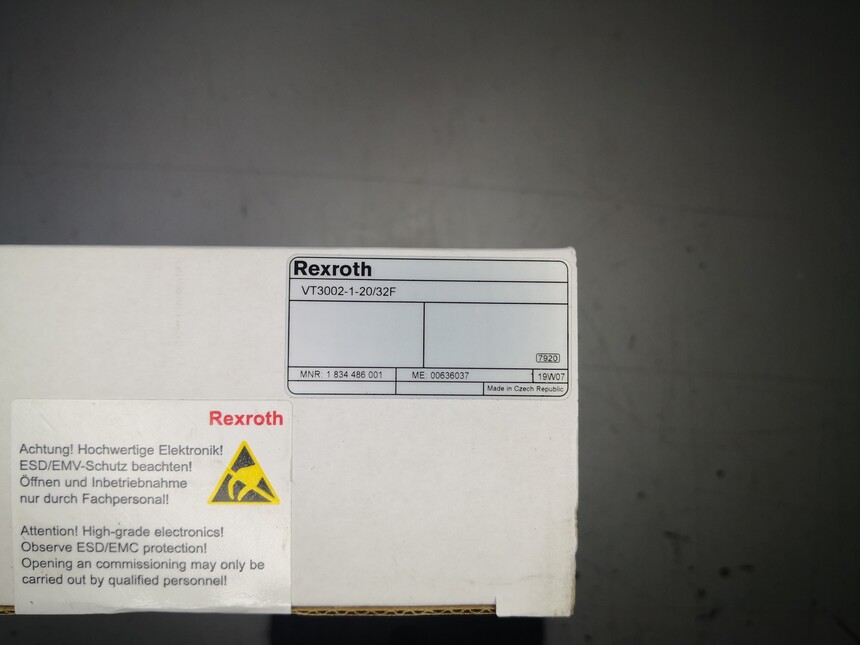 Rexroth
VT3002-1-20/32F
7920
MNR: 1 834 486 001 ME: 00636037 19W07
Made in Czech Republic
Rexroth
Achtung! Hochwertige Elektronik!
ESD/EMV-Schutz beachten!
Öffnen und Inbetriebnahme
nur durch Fachpersonal!
Attention! High-grade electronics!
Observe ESD/EMC protection!
Opening an commissioning may only be
carried out by qualified personnel!